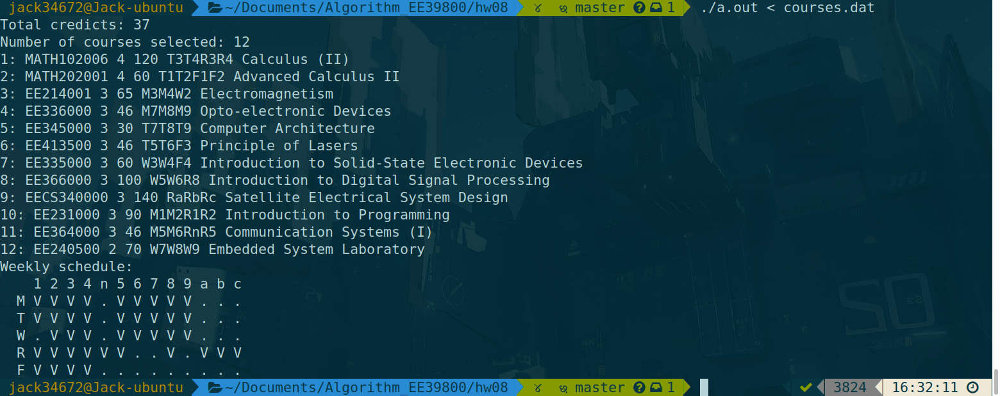 jack34672@Jack-ubuntu ~/Documents/Algorithm_EE39800/hw08 master 1 ./a.out < courses.dat
Total credicts: 37
Number of courses selected: 12
1: MATH102006 4 120 T3T4R3R4 Calculus (II)
2: MATH202001 4 60 T1T2F1F2 Advanced Calculus II
3: EE214001 3 65 M3M4W2 Electromagnetism
4: EE336000 3 46 M7M8M9 Opto-electronic Devices
5: EE345000 3 30 T7T8T9 Computer Architecture
6: EE413500 3 46 T5T6F3 Principle of Lasers
7: EE335000 3 60 W3W4F4 Introduction to Solid-State Electronic Devices
8: EE366000 3 100 W5W6R8 Introduction to Digital Signal Processing
9: EECS340000 3 140 RaRbRc Satellite Electrical System Design
10: EE231000 3 90 M1M2R1R2 Introduction to Programming
11: EE364000 3 46 M5M6RnR5 Communication Systems (I)
12: EE240500 2 70 W7W8W9 Embedded System Laboratory
Weekly schedule:
1 2 3 4 n 5 6 7 8 9 a b c
M V V V V . V V V V V . . .
T V V V V . V V V V V . . .
W . V V V . V V V V V . . .
R V V V V V V . . V . V V V
F V V V V . . . . . . . . .
jack34672@Jack-ubuntu ~/Documents/Algorithm_EE39800/hw08 master 1 3824 16:32:11
02